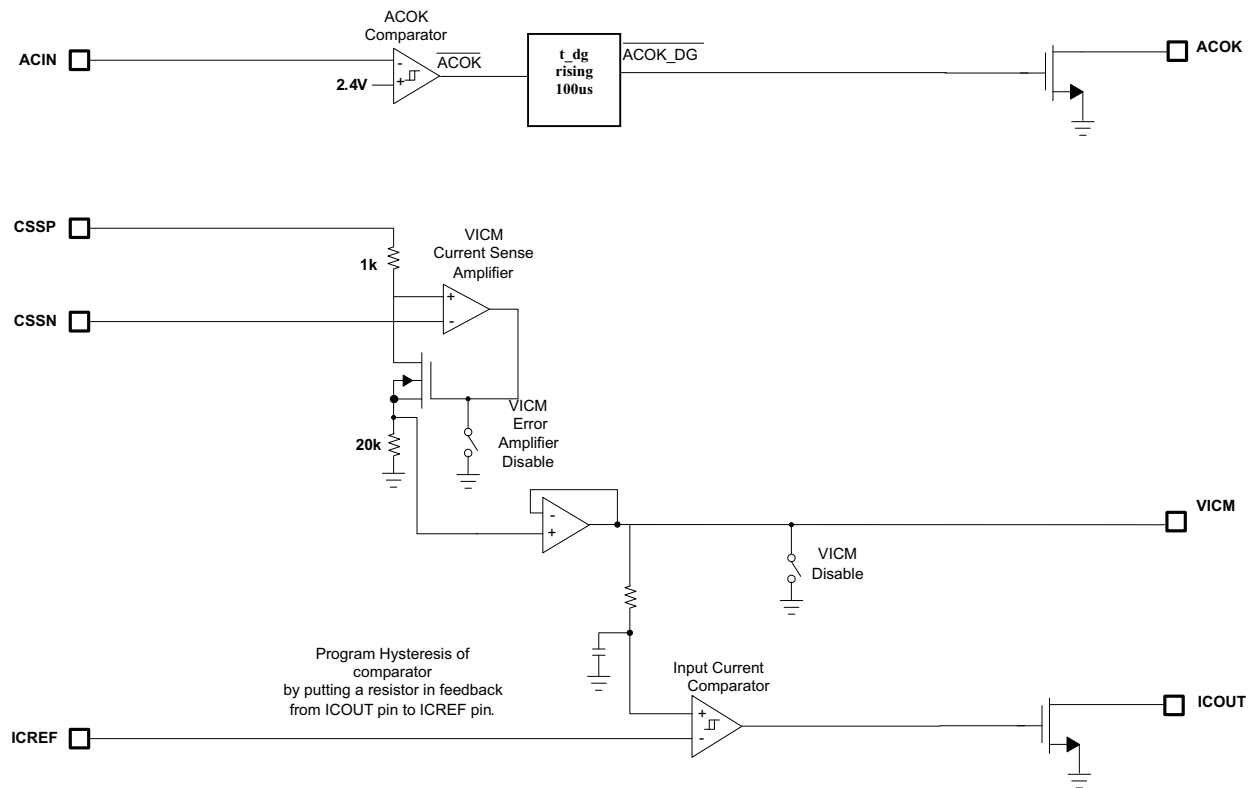 ACOK
Comparator
ACIN
-
+
2.4V
ACOK
t_dg
rising
100us
ACOK_DG
ACOK
CSSP
1k
VICM
Current Sense
Amplifier
+
-
CSSN
VICM
Error
Amplifier
Disable
20k
-
+
VICM
VICM
Disable
Program Hysteresis of
comparator
by putting a resistor in feedback
from ICOUT pin to ICREF pin.
Input Current
Comparator
+
-
ICOUT
ICREF